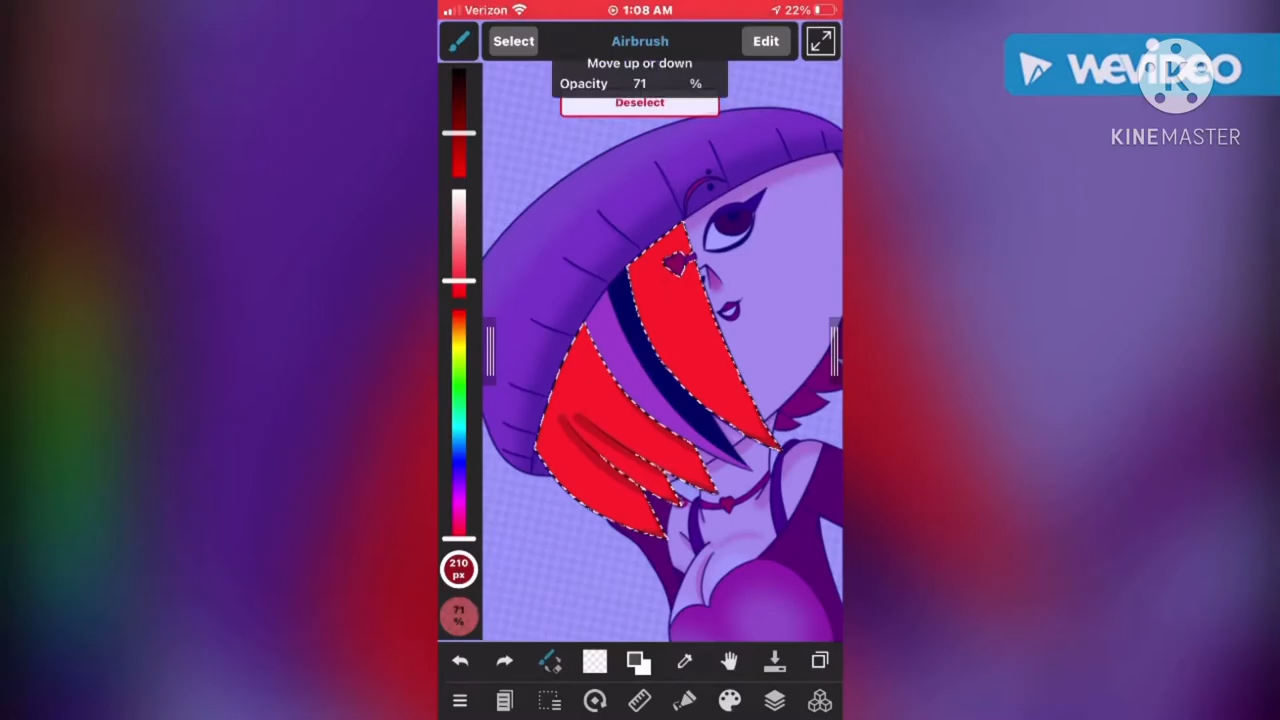 Verizon 1:08 AM 22%
Select Airbrush Edit
Move up or down
Opacity 71 %
Deselect
wevideo
K
KINEMASTER
210
px
71
%